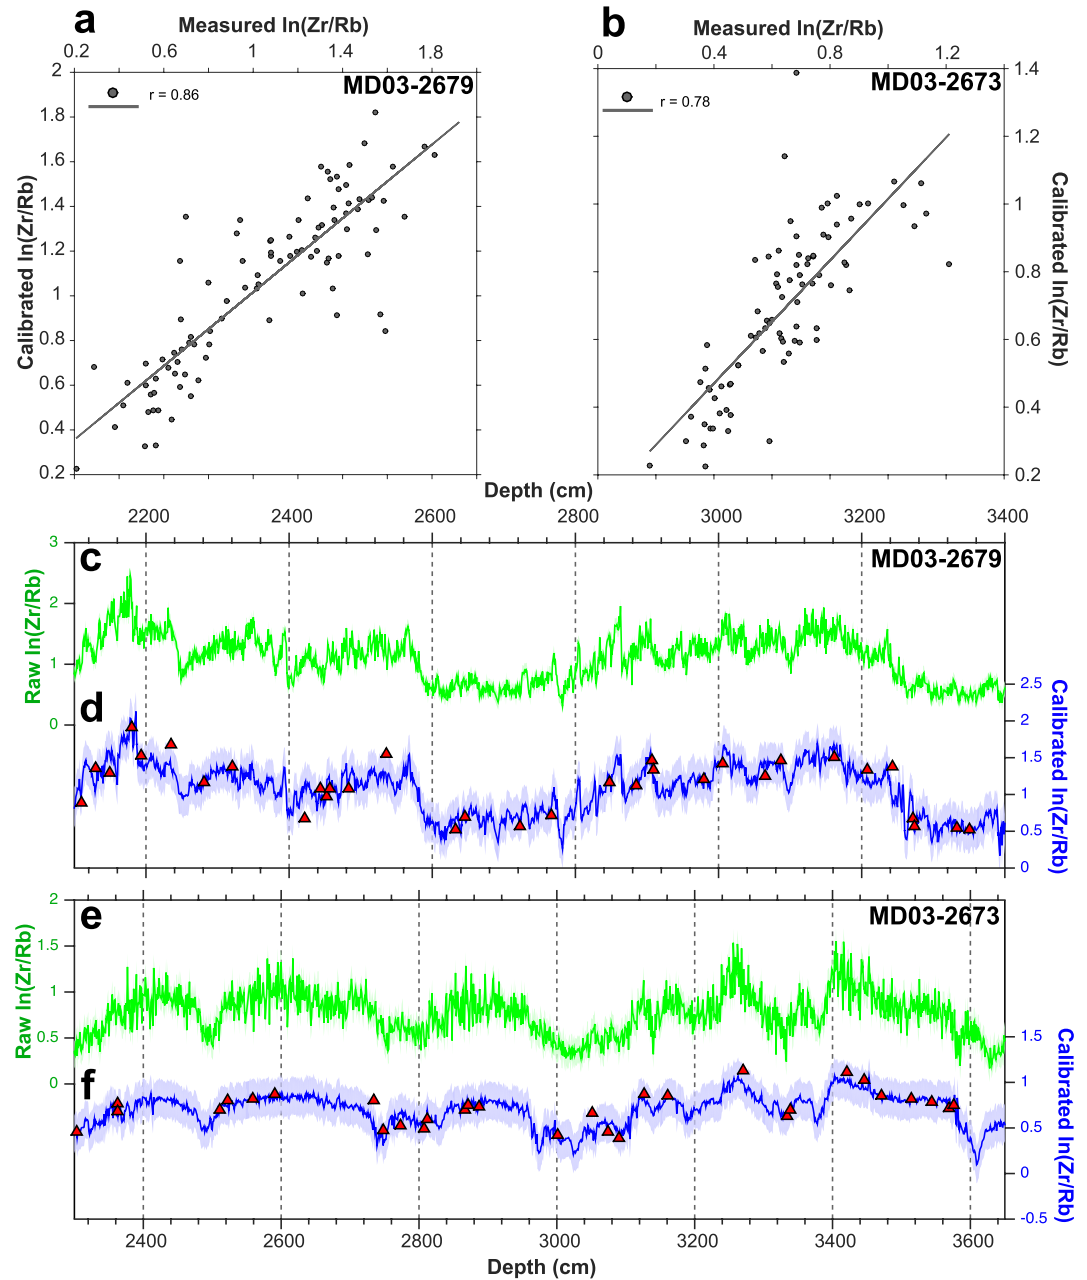 a
Measured ln(Zr/Rb)
0.2 0.6 1 1.4 1.8
MD03-2679
r = 0.86
2
1.8
1.6
1.4
1.2
1
0.8
0.6
0.4
0.2
Calibrated ln(Zr/Rb)
b
Measured ln(Zr/Rb)
0 0.4 0.8 1.2
MD03-2673
r = 0.78
1.4
1.2
1
0.8
0.6
0.4
0.2
Calibrated ln(Zr/Rb)
Depth (cm)
2200 2400 2600 2800 3000 3200 3400
c
MD03-2679
3
2
1
0
Raw ln(Zr/Rb)
d
2.5
2
1.5
1
0.5
0
Calibrated ln(Zr/Rb)
e
MD03-2673
2
1.5
1
0.5
0
Raw ln(Zr/Rb)
f
1.5
1
0.5
0
-0.5
Calibrated ln(Zr/Rb)
2400 2600 2800 3000 3200 3400 3600
Depth (cm)